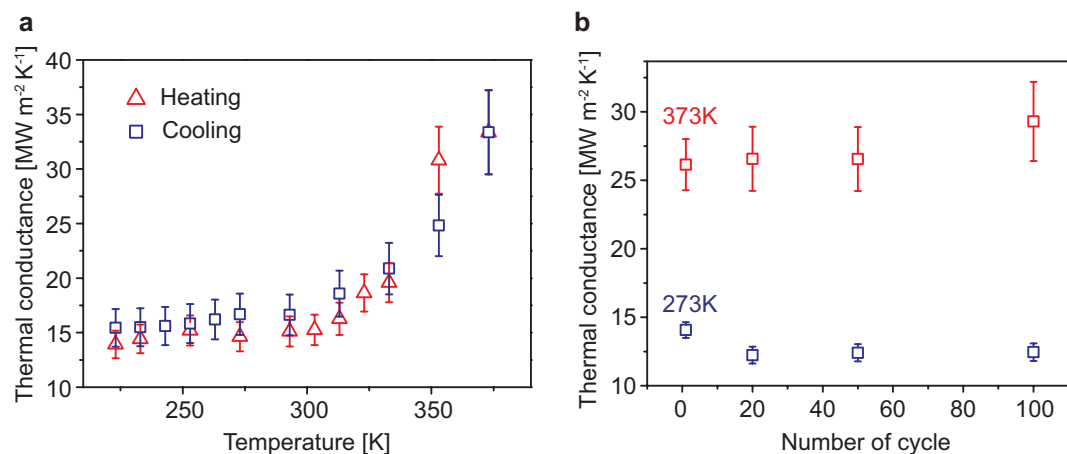 a
Thermal conductance [MW m⁻² K⁻¹]
40
35
30
25
20
15
10
Heating
Cooling
250 300 350
Temperature [K]
b
Thermal conductance [MW m⁻² K⁻¹]
30
25
20
15
10
373K
273K
0 20 40 60 80 100
Number of cycle